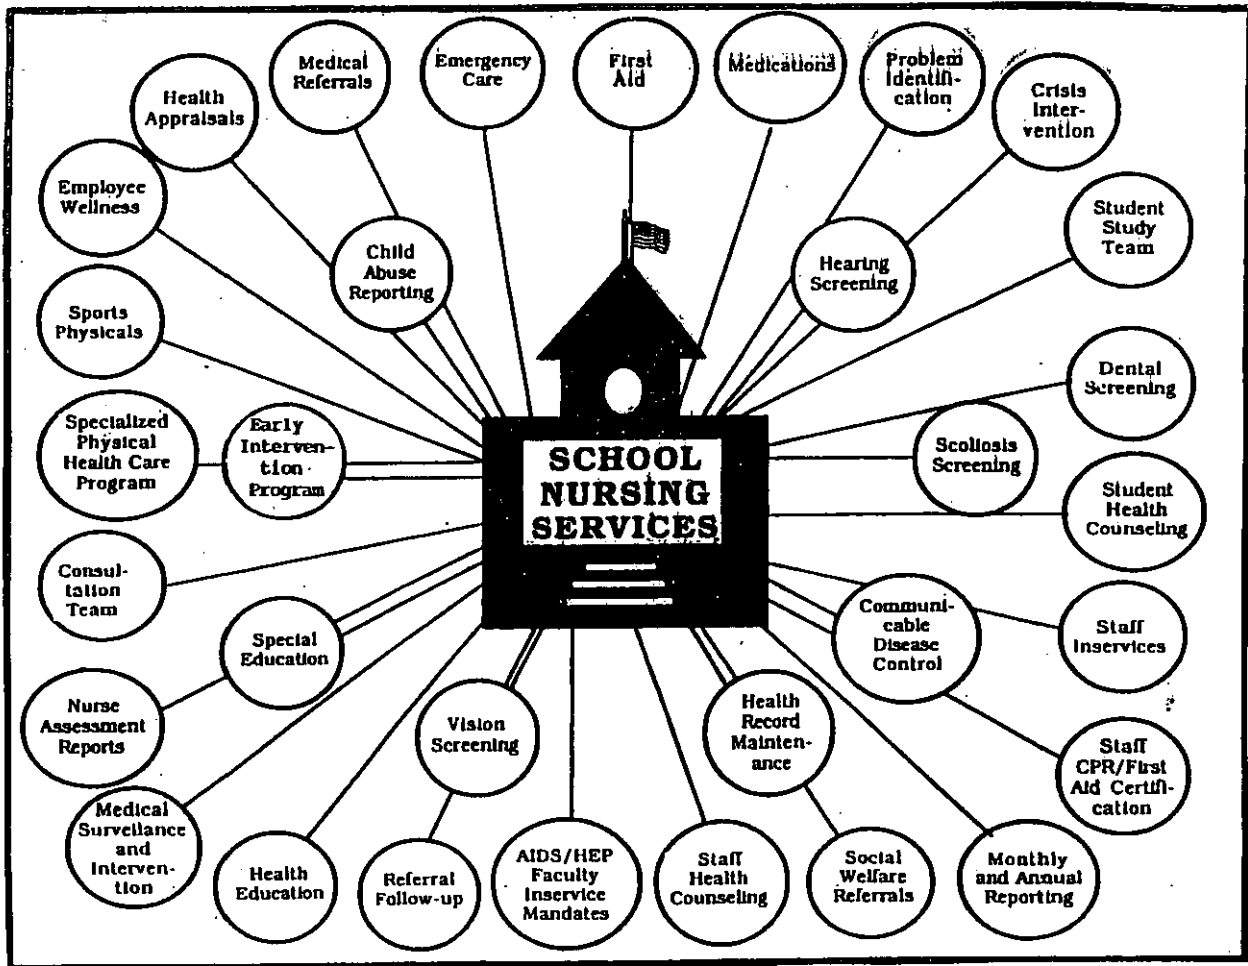 Medical
Referrals
Emergency
Care
First
Aid
Medications
Problem
Identifi-
cation
Crisis
Inter-
vention
Health
Appraisals
Employee
Wellness
Child
Abuse
Reporting
Hearing
Screening
Student
Study
Team
Sports
Physicals
Dental
Screening
Specialized
Physical
Health Care
Program
Early
Interven-
tion
Program
SCHOOL
NURSING
SERVICES
Scoliosis
Screening
Student
Health
Counseling
Consul-
tation
Team
Special
Education
Communi-
cable
Disease
Control
Staff
Inservices
Nurse
Assessment
Reports
Vision
Screening
Health
Record
Mainten-
ance
Staff
CPR/First
Aid Certifi-
cation
Medical
Surveilance
and
Interven-
tion
Health
Education
Referral
Follow-up
AIDS/HEP
Faculty
Inservice
Mandates
Staff
Health
Counseling
Social
Welfare
Referrals
Monthly
and Annual
Reporting